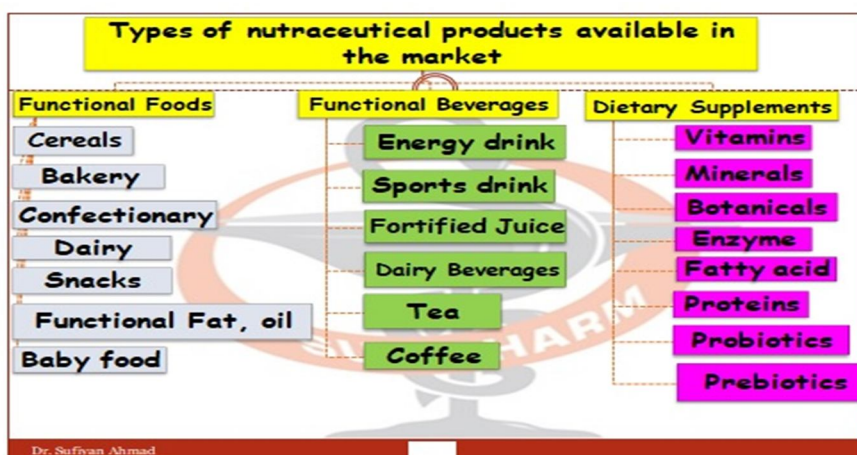 Types of nutraceutical products available in
the market
Functional Foods
Cereals
Bakery
Confectionary
Dairy
Snacks
Functional Fat, oil
Baby food
Functional Beverages
Energy drink
Sports drink
Fortified Juice
Dairy Beverages
Tea
Coffee
Dietary Supplements
Vitamins
Minerals
Botanicals
Enzyme
Fatty acid
Proteins
Probiotics
Prebiotics
Dr. Sufiyan Ahmad